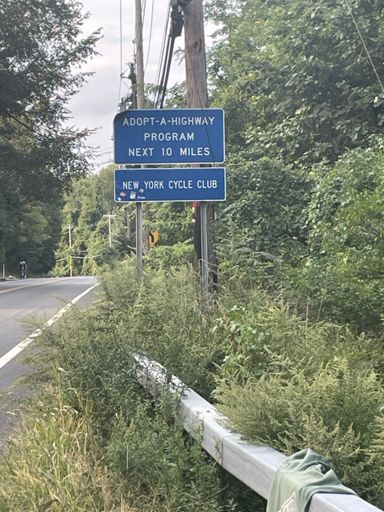 ADOPT-A-HIGHWAY
PROGRAM
NEXT 10 MILES
NEW YORK CYCLE CLUB